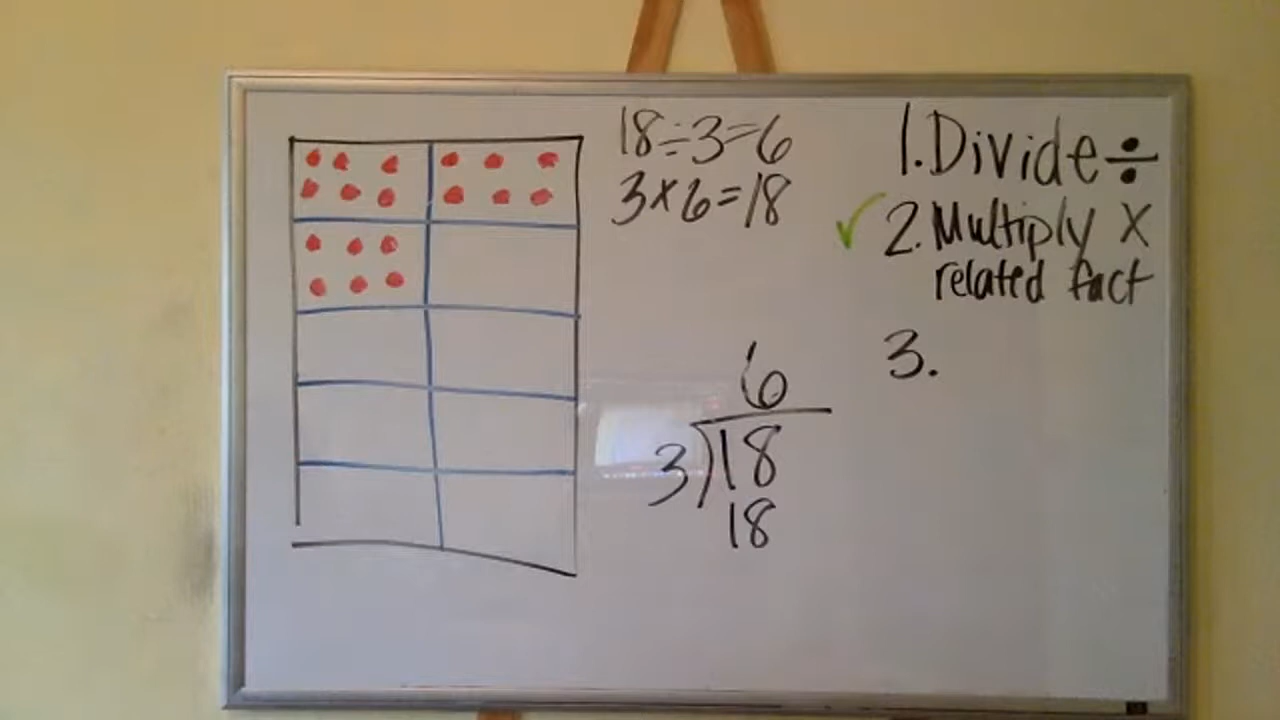 18÷3=6
3×6=18
1. Divide ÷
✓ 2. Multiply ×
related fact
3.
6
3)18
18